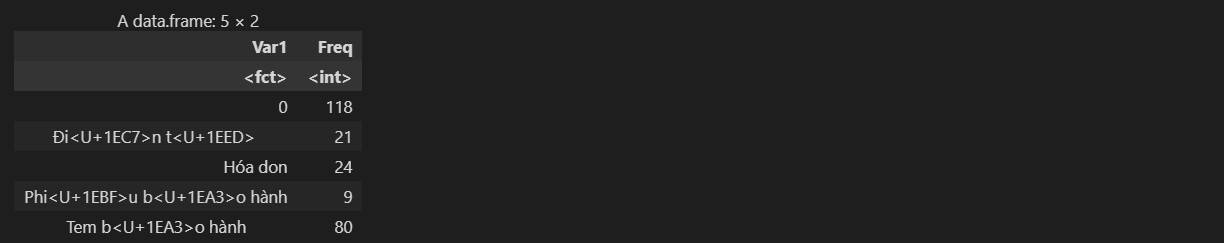 A data.frame: 5 × 2
Var1 Freq
<fct> <int>
0 118
Ði<U+1EC7>n t<U+1EED> 21
Hóa don 24
Phi<U+1EBF>u b<U+1EA3>o hành 9
Tem b<U+1EA3>o hành 80